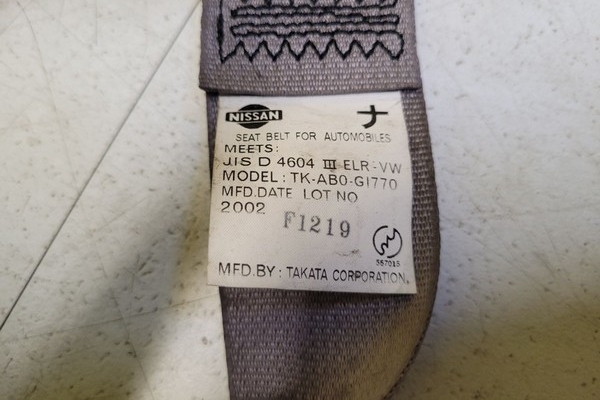 NISSAN ナ
SEAT BELT FOR AUTOMOBILES
MEETS:
JIS D 4604 III ELR-VW
MODEL: TK-AB0-G1770
MFD.DATE LOT NO
2002 F1219
567015
MFD.BY: TAKATA CORPORATION.